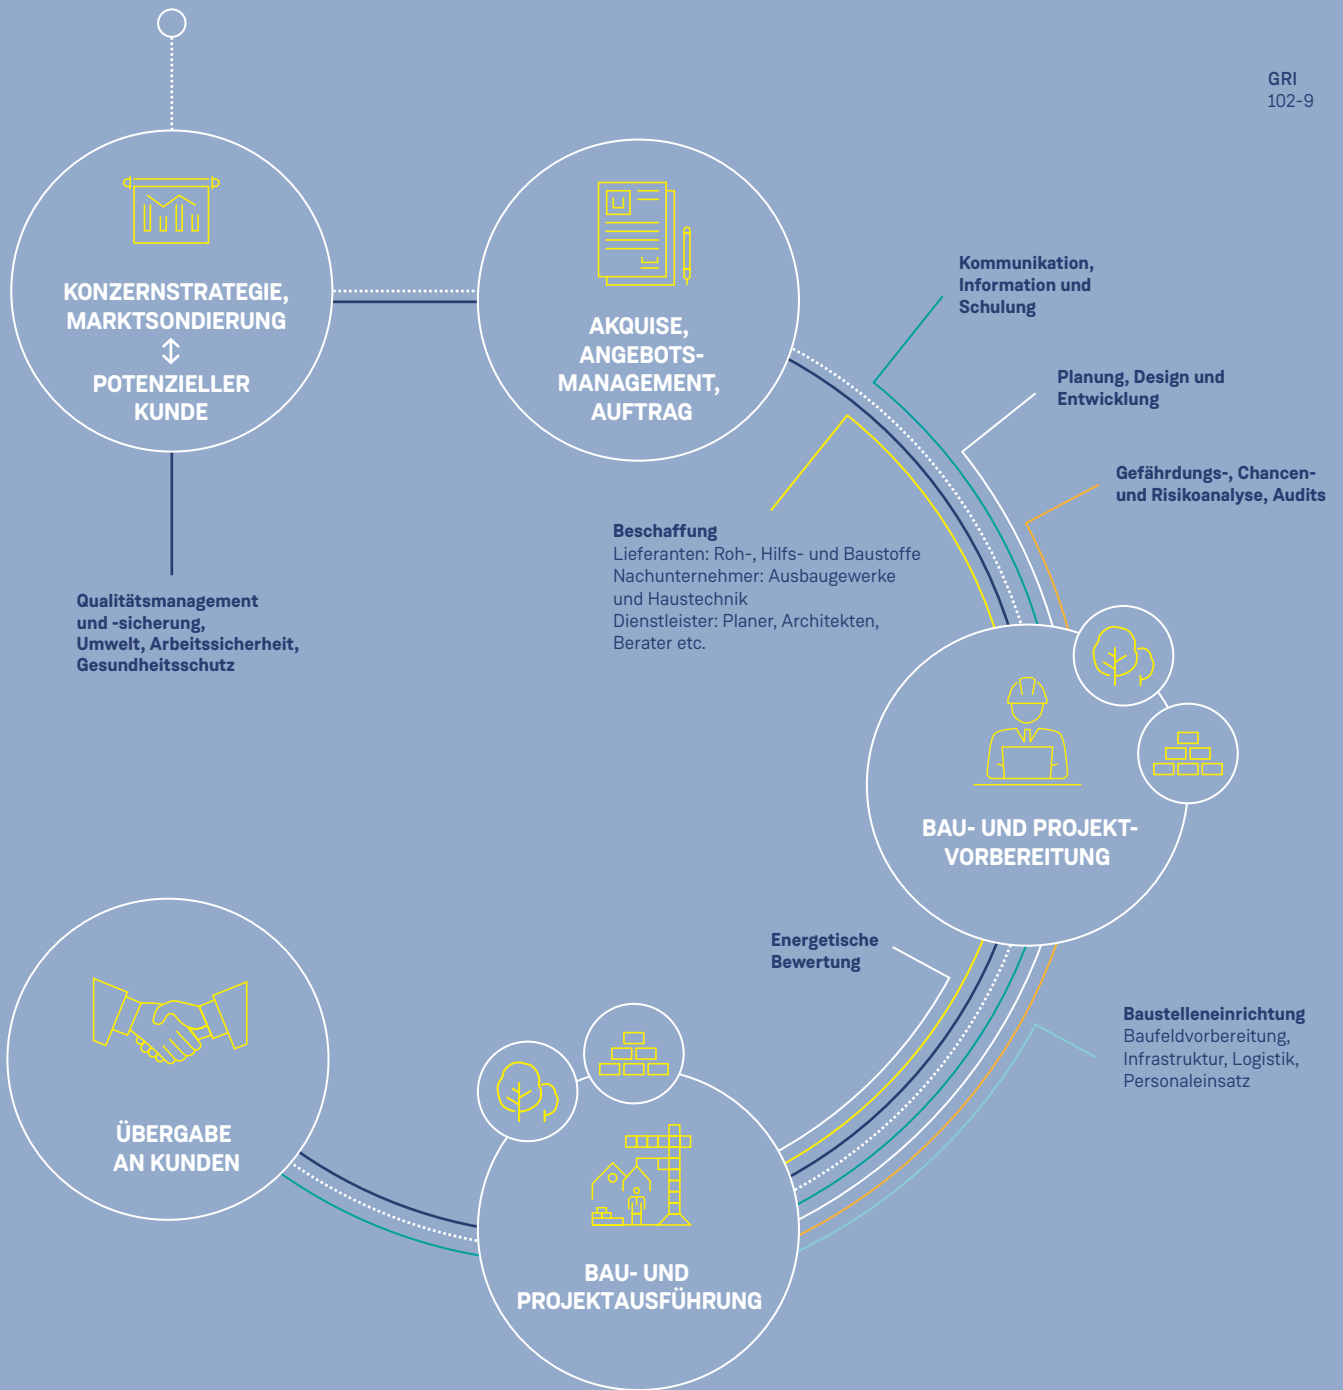 GRI
102-9
KONZERNSTRATEGIE,
MARKTSONDIERUNG
POTENZIELLER
KUNDE
AKQUISE,
ANGEBOTS-
MANAGEMENT,
AUFTRAG
Kommunikation,
Information und
Schulung
Planung, Design und
Entwicklung
Gefährdungs-, Chancen-
und Risikoanalyse, Audits
Beschaffung
Lieferanten: Roh-, Hilfs- und Baustoffe
Nachunternehmer: Ausbaugewerke
und Haustechnik
Dienstleister: Planer, Architekten,
Berater etc.
Qualitätsmanagement
und -sicherung,
Umwelt, Arbeitssicherheit,
Gesundheitsschutz
BAU- UND PROJEKT-
VORBEREITUNG
Energetische
Bewertung
Baustelleneinrichtung
Baufeldvorbereitung,
Infrastruktur, Logistik,
Personaleinsatz
ÜBERGABE
AN KUNDEN
BAU- UND
PROJEKTAUSFÜHRUNG